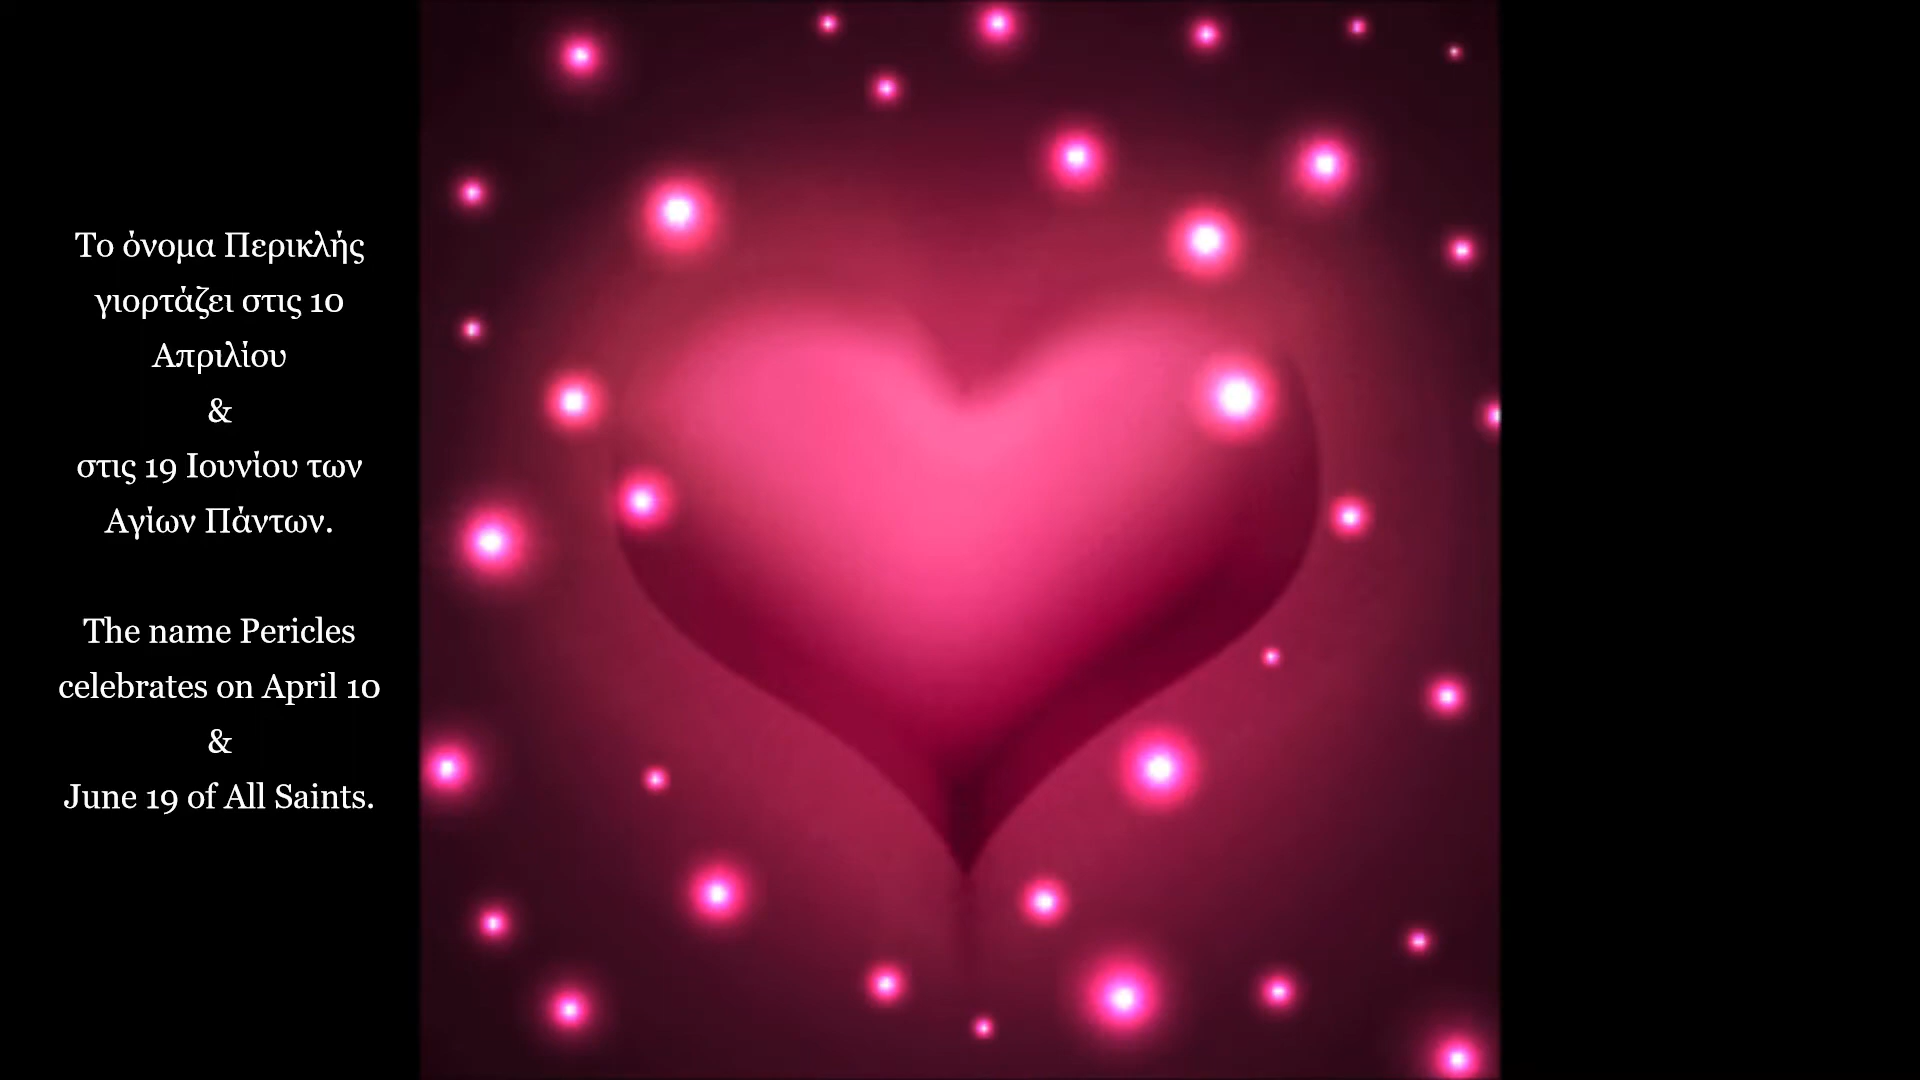 Το όνομα Περικλής
γιορτάζει στις 10
Απριλίου
&
στις 19 Ιουνίου των
Αγίων Πάντων.
The name Pericles
celebrates on April 10
&
June 19 of All Saints.